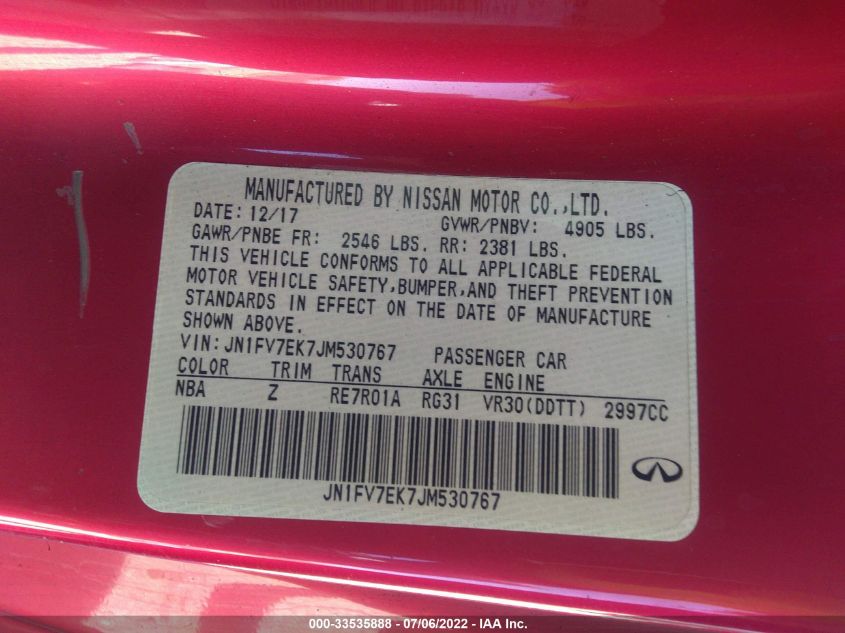 MANUFACTURED BY NISSAN MOTOR CO.,LTD.
DATE: 12/17 GVWR/PNBV: 4905 LBS.
GAWR/PNBE FR: 2546 LBS. RR: 2381 LBS.
THIS VEHICLE CONFORMS TO ALL APPLICABLE FEDERAL
MOTOR VEHICLE SAFETY,BUMPER,AND THEFT PREVENTION
STANDARDS IN EFFECT ON THE DATE OF MANUFACTURE
SHOWN ABOVE.
VIN: JN1FV7EK7JM530767 PASSENGER CAR
COLOR TRIM TRANS AXLE ENGINE
NBA Z RE7R01A RG31 VR30(DDTT) 2997CC
JN1FV7EK7JM530767
000-33535888 - 07/06/2022 - IAA Inc.